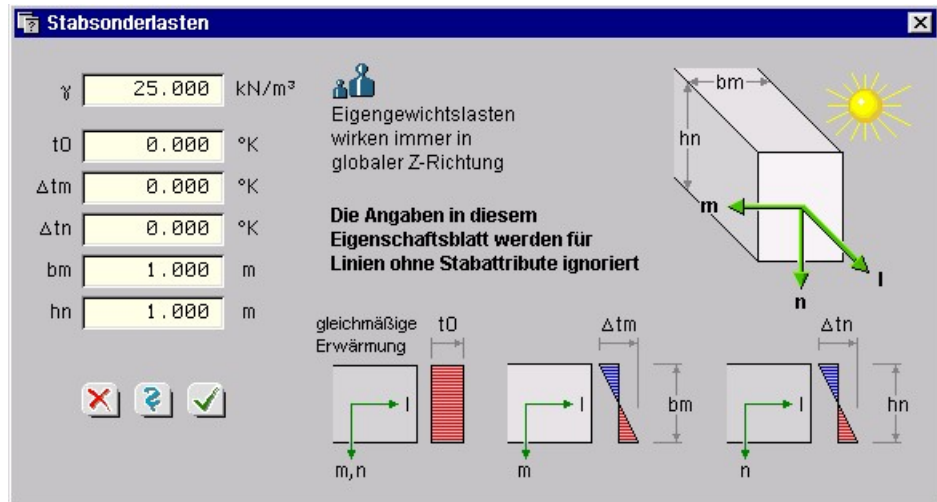 Stabsonderlasten
γ 25.000 kN/m³
t0 0.000 °K
Δtm 0.000 °K
Δtn 0.000 °K
bm 1.000 m
hn 1.000 m
Eigengewichtslasten
wirken immer in
globaler Z-Richtung
Die Angaben in diesem
Eigenschaftsblatt werden für
Linien ohne Stabattribute ignoriert
bm
hn
m
n
l
gleichmäßige
Erwärmung
t0
l
m,n
Δtm
l
bm
m
Δtn
l
hn
n